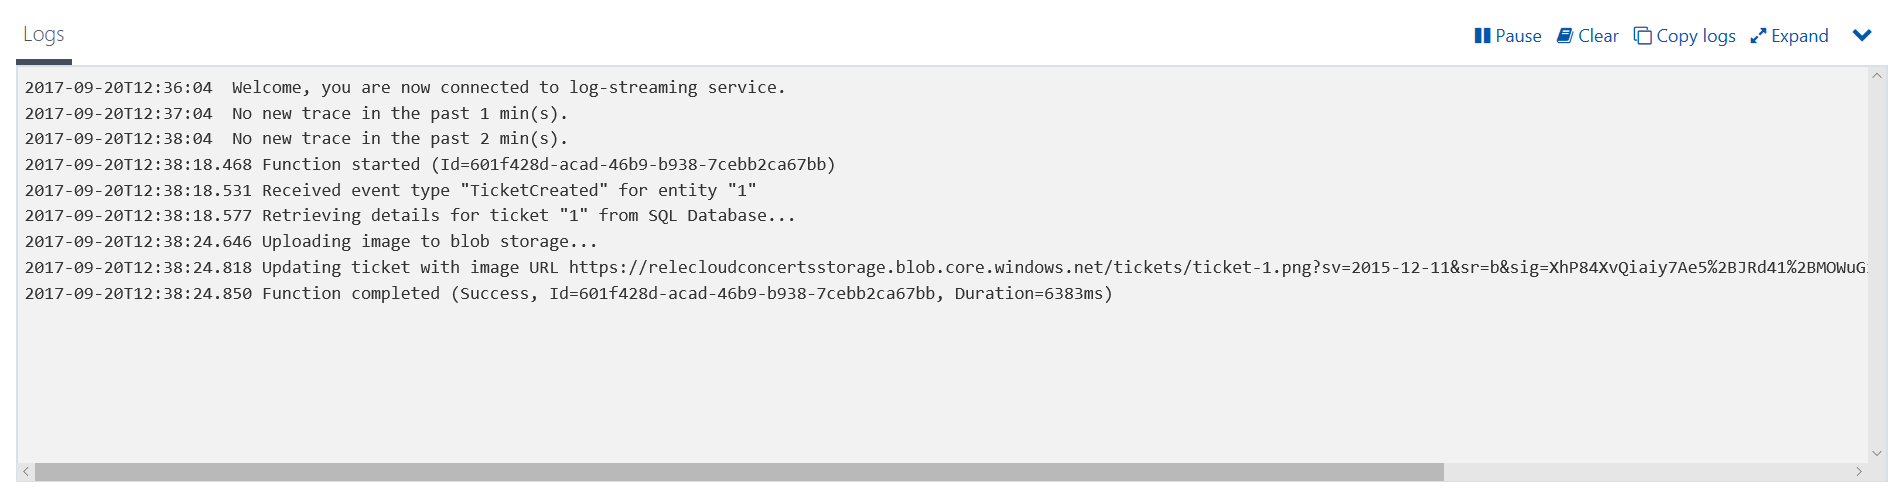 Logs
Pause Clear Copy logs Expand
2017-09-20T12:36:04  Welcome, you are now connected to log-streaming service.
2017-09-20T12:37:04  No new trace in the past 1 min(s).
2017-09-20T12:38:04  No new trace in the past 2 min(s).
2017-09-20T12:38:18.468 Function started (Id=601f428d-acad-46b9-b938-7cebb2ca67bb)
2017-09-20T12:38:18.531 Received event type "TicketCreated" for entity "1"
2017-09-20T12:38:18.577 Retrieving details for ticket "1" from SQL Database...
2017-09-20T12:38:24.646 Uploading image to blob storage...
2017-09-20T12:38:24.818 Updating ticket with image URL https://relecloudconcertsstorage.blob.core.windows.net/tickets/ticket-1.png?sv=2015-12-11&sr=b&sig=XhP84XvQiaiy7Ae5%2BJRd41%2BMOWuG
2017-09-20T12:38:24.850 Function completed (Success, Id=601f428d-acad-46b9-b938-7cebb2ca67bb, Duration=6383ms)